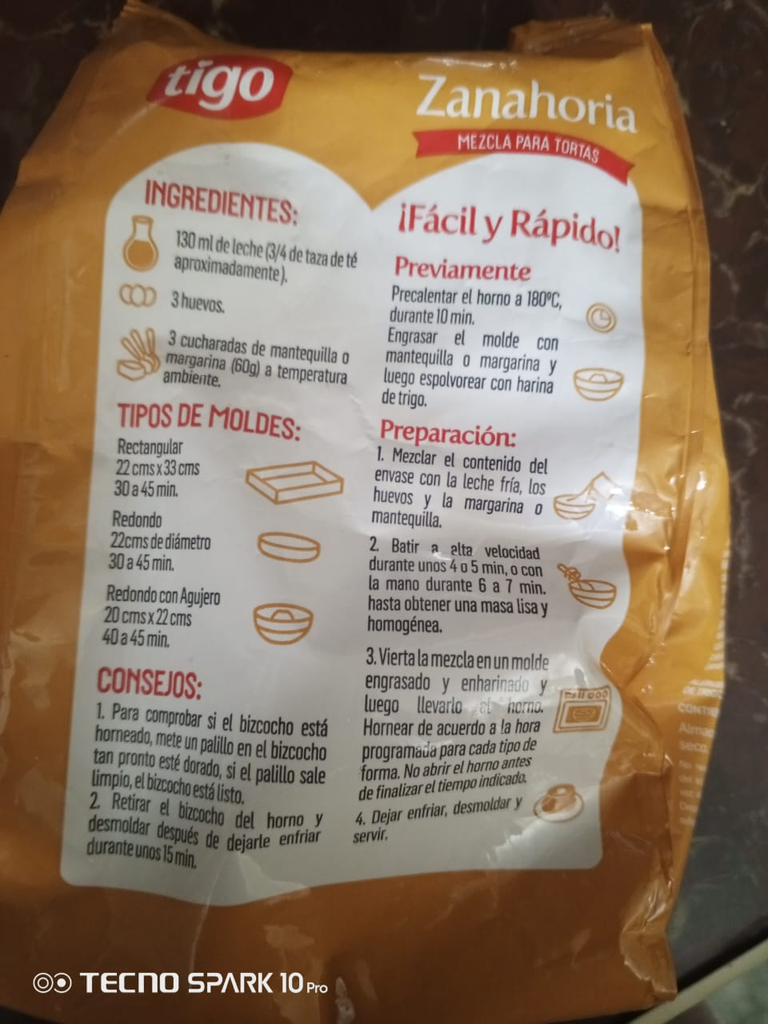 tigo
Zanahoria
MEZCLA PARA TORTAS
INGREDIENTES:
130 ml de leche (3/4 de taza de té
aproximadamente).
3 huevos.
3 cucharadas de mantequilla o
margarina (60g) a temperatura
ambiente.
TIPOS DE MOLDES:
Rectangular
22 cms x 33 cms
30 a 45 min.
Redondo
22cms de diámetro
30 a 45 min.
Redondo con Agujero
20 cms x 22 cms
40 a 45 min.
CONSEJOS:
1. Para comprobar si el bizcocho está
horneado, mete un palillo en el bizcocho
tan pronto esté dorado, si el palillo sale
limpio, el bizcocho está listo.
2. Retirar el bizcocho del horno y
desmoldar después de dejarle enfriar
durante unos 15 min.
¡Fácil y Rápido!
Previamente
Precalentar el horno a 180ºC,
durante 10 min.
Engrasar el molde con
mantequilla o margarina y
luego espolvorear con harina
de trigo.
Preparación:
1. Mezclar el contenido del
envase con la leche fría, los
huevos y la margarina o
mantequilla.
2. Batir a alta velocidad
durante unos 4 o 5 min, o con
la mano durante 6 a 7 min.
hasta obtener una masa lisa y
homogénea.
3. Vierta la mezcla en un molde
engrasado y enharinado y
luego llevarlo al horno.
Hornear de acuerdo a la hora
programada para cada tipo de
forma. No abrir el horno antes
de finalizar el tiempo indicado.
4. Dejar enfriar, desmoldar y
servir.
TECNO SPARK 10 Pro